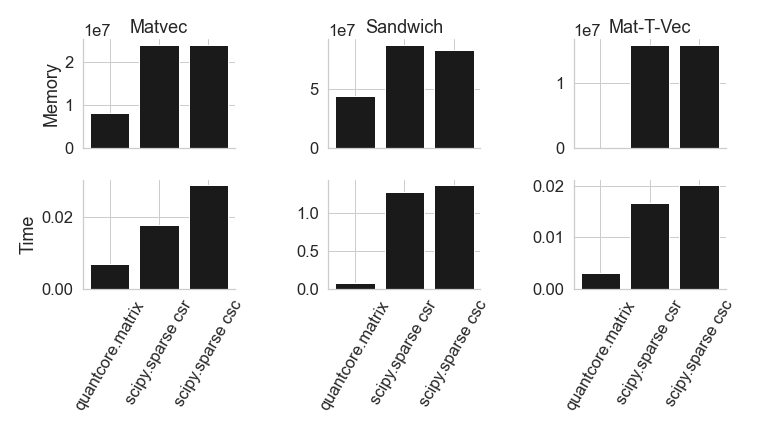 Matvec
Sandwich
Mat-T-Vec
1e7
1e7
1e7
Memory
2
1
0
5
0
1
0
Time
0.02
0.00
1.0
0.5
0.0
0.02
0.01
0.00
quantcore.matrix
scipy.sparse csr
scipy.sparse csc
quantcore.matrix
scipy.sparse csr
scipy.sparse csc
quantcore.matrix
scipy.sparse csr
scipy.sparse csc